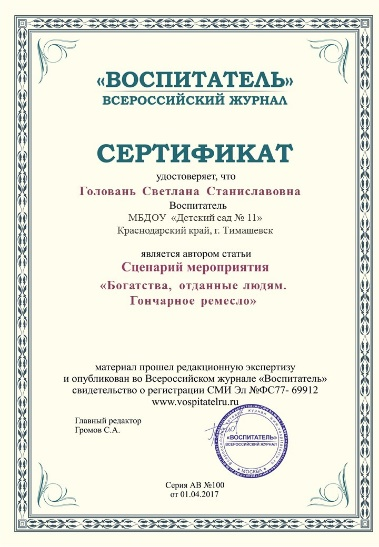 «ВОСПИТАТЕЛЬ»
ВСЕРОССИЙСКИЙ ЖУРНАЛ
СЕРТИФИКАТ
удостоверяет, что
Головань Светлана Станиславовна
Воспитатель
МБДОУ «Детский сад № 11»
Краснодарский край, г. Тимашевск
является автором статьи
Сценарий мероприятия
«Богатства, отданные людям.
Гончарное ремесло»
материал прошел редакционную экспертизу
и опубликован во Всероссийском журнале «Воспитатель»
свидетельство о регистрации СМИ Эл №ФС77- 69912
www.vospitatelru.ru
Главный редактор
Громов С.А.
«ВОСПИТАТЕЛЬ»
ВСЕРОССИЙСКИЙ ЖУРНАЛ
МОСКВА
Серия АВ №100
от 01.04.2017